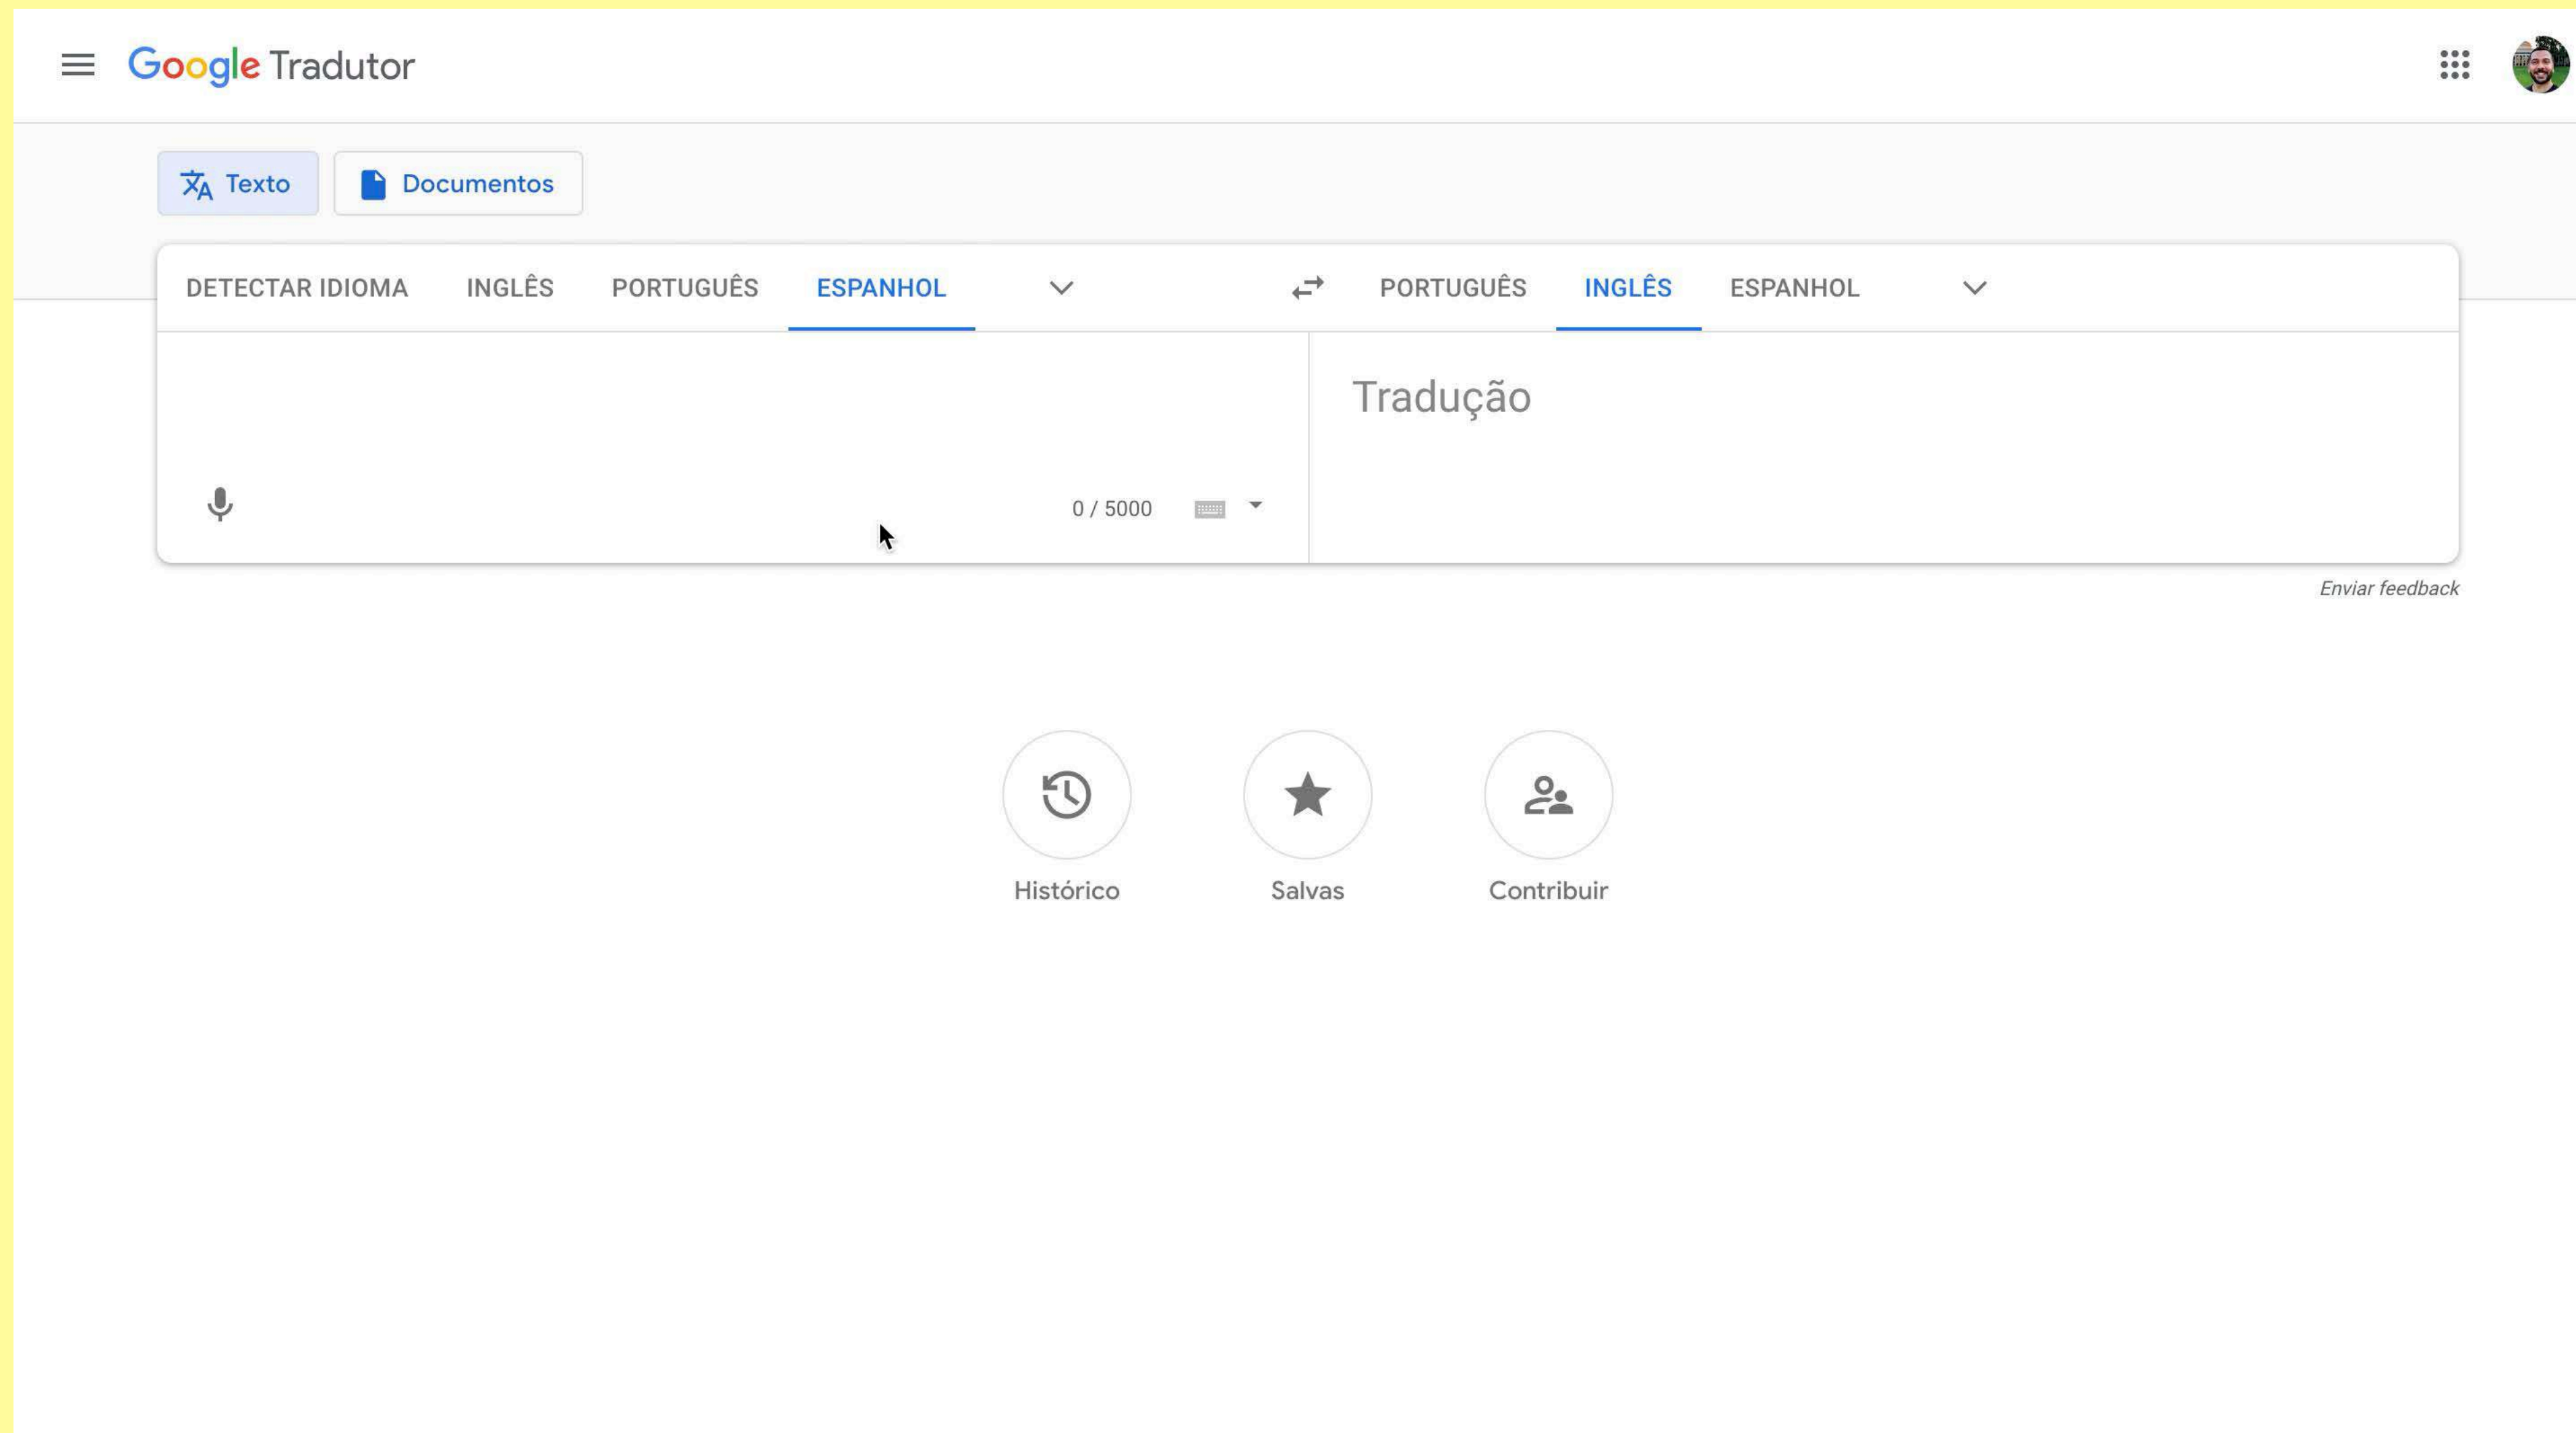 Google Tradutor
Texto Documentos
DETECTAR IDIOMA INGLÊS PORTUGUÊS ESPANHOL PORTUGUÊS INGLÊS ESPANHOL
Tradução
0 / 5000
Enviar feedback
Histórico Salvas Contribuir